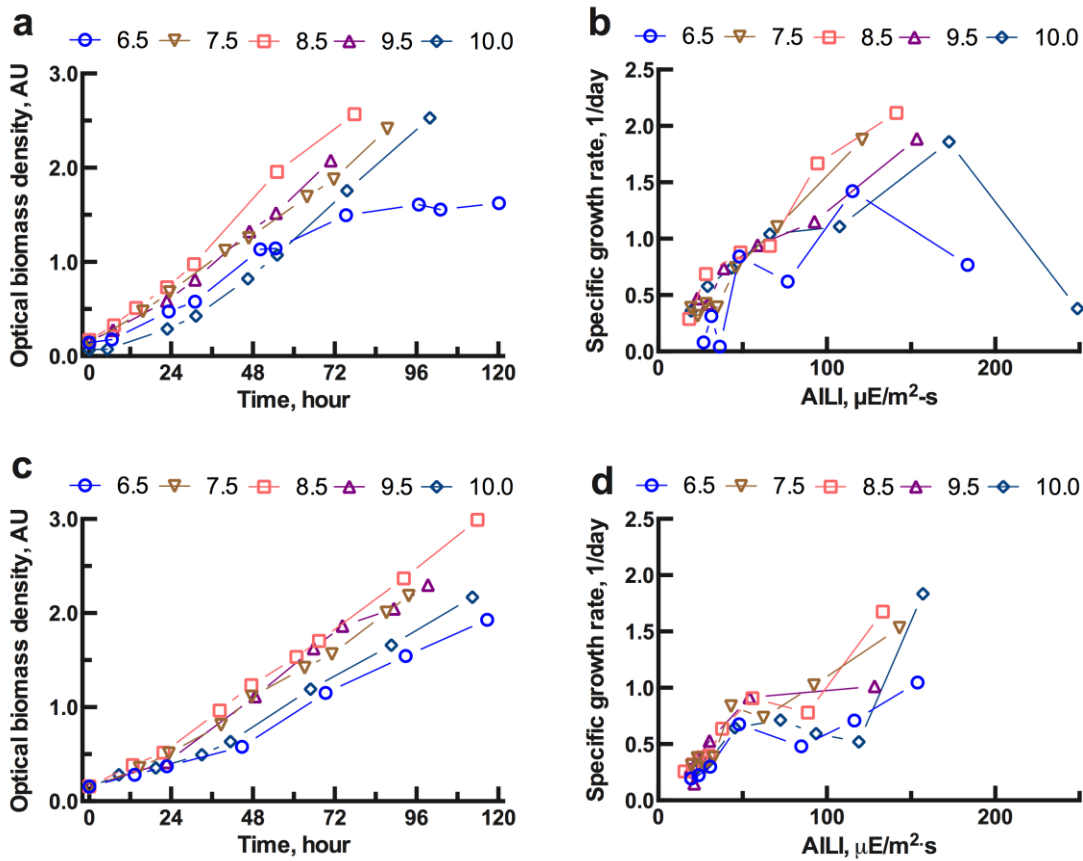 a
6.5 7.5 8.5 9.5 10.0
Optical biomass density, AU
3.0
2.0
1.0
0.0
0 24 48 72 96 120
Time, hour
b
6.5 7.5 8.5 9.5 10.0
Specific growth rate, 1/day
2.5
2.0
1.5
1.0
0.5
0.0
0 100 200
AILI, µE/m²-s
c
6.5 7.5 8.5 9.5 10.0
Optical biomass density, AU
3.0
2.0
1.0
0.0
0 24 48 72 96 120
Time, hour
d
6.5 7.5 8.5 9.5 10.0
Specific growth rate, 1/day
2.5
2.0
1.5
1.0
0.5
0.0
0 100 200
AILI, µE/m²·s